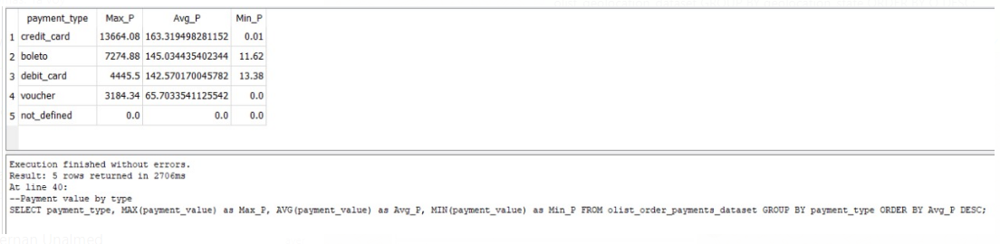 payment_type Max_P Avg_P Min_P
1 credit_card 13664.08 163.319498281152 0.01
2 boleto 7274.88 145.034435402344 11.62
3 debit_card 4445.5 142.570170045782 13.38
4 voucher 3184.34 65.7033541125542 0.0
5 not_defined 0.0 0.0 0.0
Execution finished without errors.
Result: 5 rows returned in 2706ms
At line 40:
--Payment value by type
SELECT payment_type, MAX(payment_value) as Max_P, AVG(payment_value) as Avg_P, MIN(payment_value) as Min_P FROM olist_order_payments_dataset GROUP BY payment_type ORDER BY Avg_P DESC;